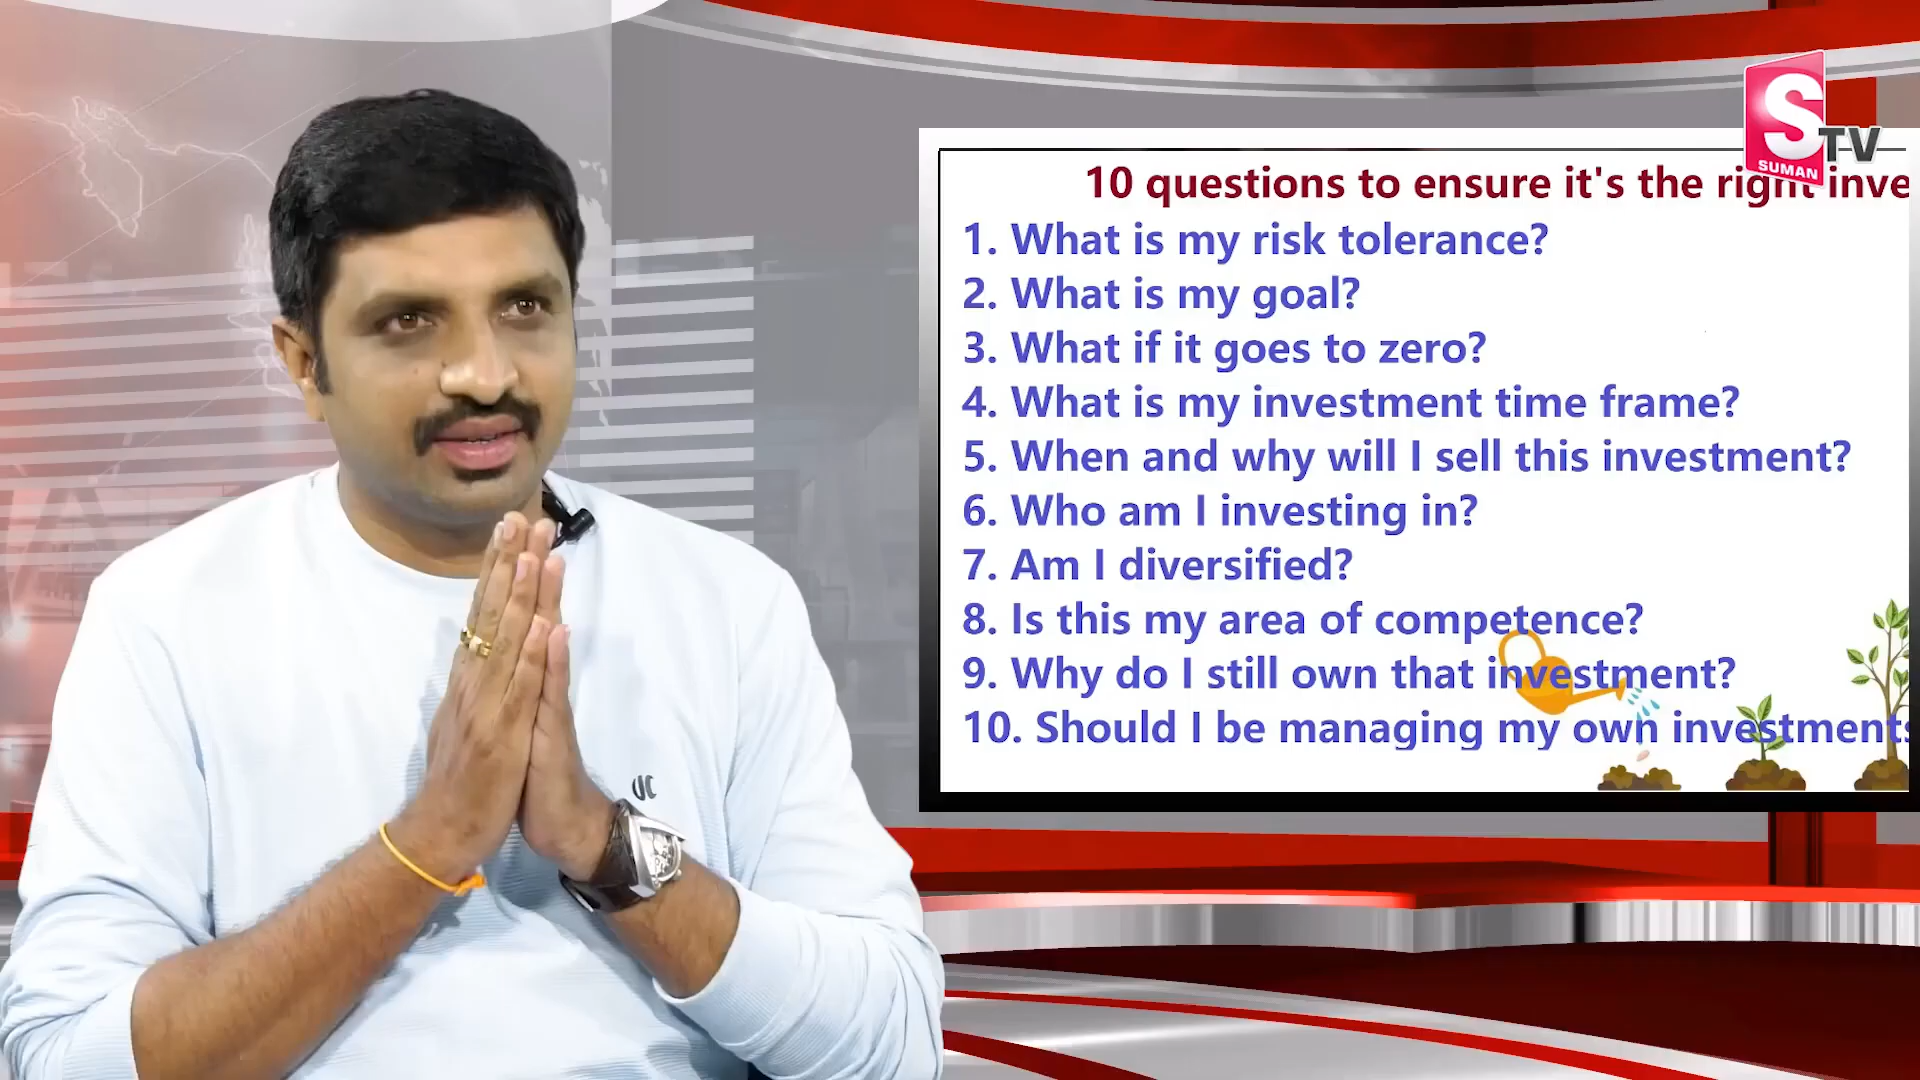 S
TV
SUMAN
10 questions to ensure it's the right inve
1. What is my risk tolerance?
2. What is my goal?
3. What if it goes to zero?
4. What is my investment time frame?
5. When and why will I sell this investment?
6. Who am I investing in?
7. Am I diversified?
8. Is this my area of competence?
9. Why do I still own that investment?
10. Should I be managing my own investments